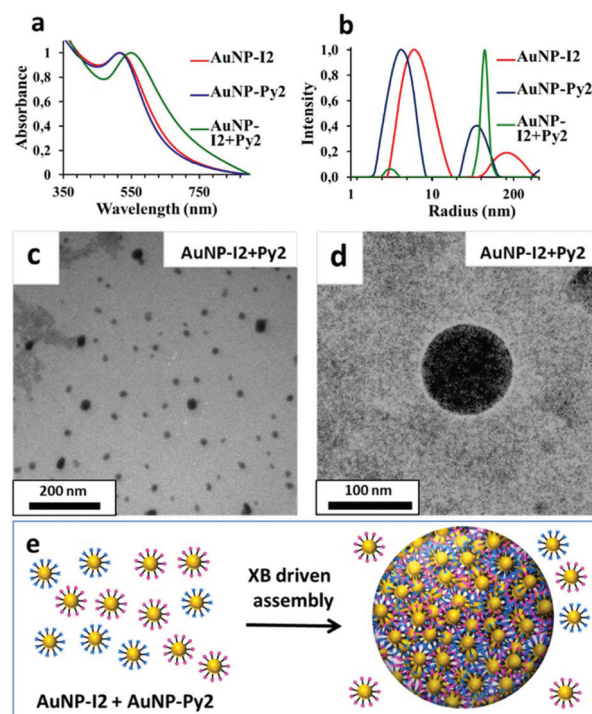 a
b
AuNP-I2
AuNP-Py2
AuNP-
I2+Py2
Absorbance
1
0,8
0,6
0,4
0,2
0
350
550
750
Wavelength (nm)
AuNP-I2
AuNP-Py2
AuNP-
I2+Py2
Intensity
1,0
0,8
0,6
0,4
0,2
0,0
1
10
200
Radius (nm)
c
AuNP-I2+Py2
200 nm
d
AuNP-I2+Py2
100 nm
e
XB driven
assembly
AuNP-I2 + AuNP-Py2